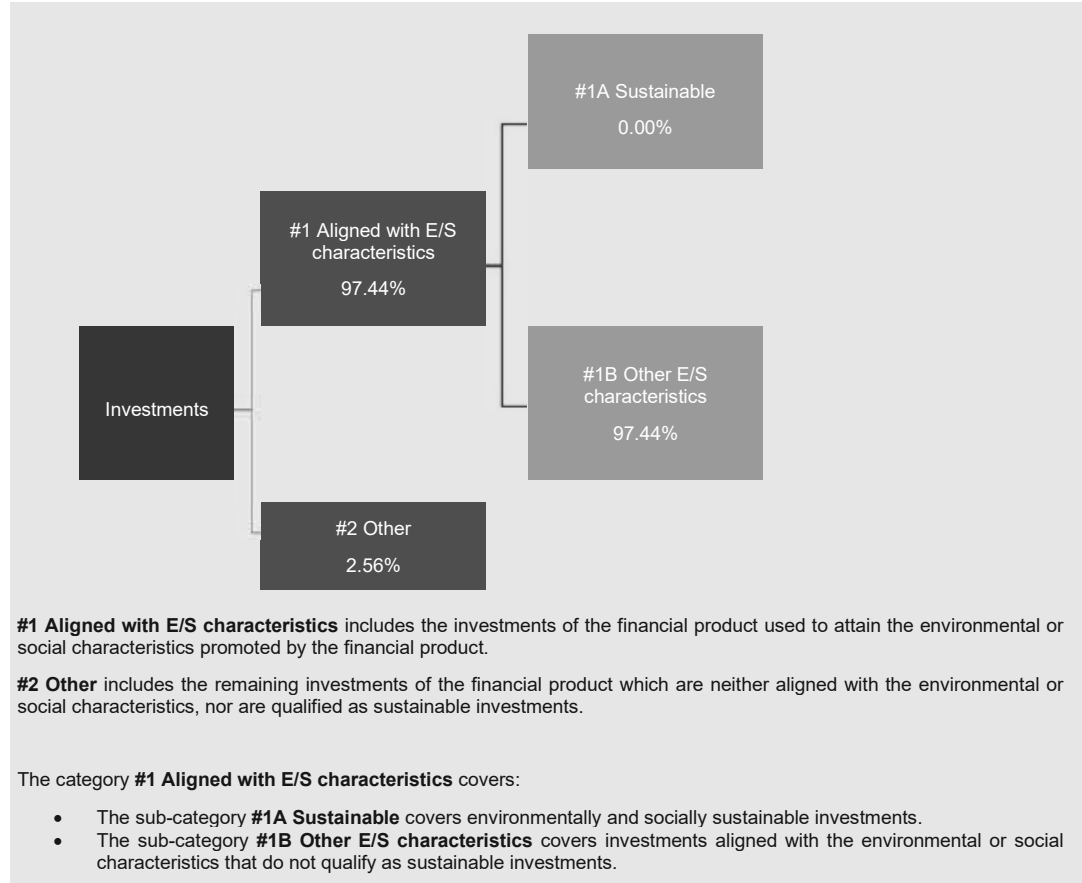 #1A Sustainable
0.00%
#1 Aligned with E/S
characteristics
97.44%
#1B Other E/S
characteristics
97.44%
Investments
#2 Other
2.56%
#1 Aligned with E/S characteristics includes the investments of the financial product used to attain the environmental or
social characteristics promoted by the financial product.
#2 Other includes the remaining investments of the financial product which are neither aligned with the environmental or
social characteristics, nor are qualified as sustainable investments.
The category #1 Aligned with E/S characteristics covers:
• The sub-category #1A Sustainable covers environmentally and socially sustainable investments.
• The sub-category #1B Other E/S characteristics covers investments aligned with the environmental or social
characteristics that do not qualify as sustainable investments.